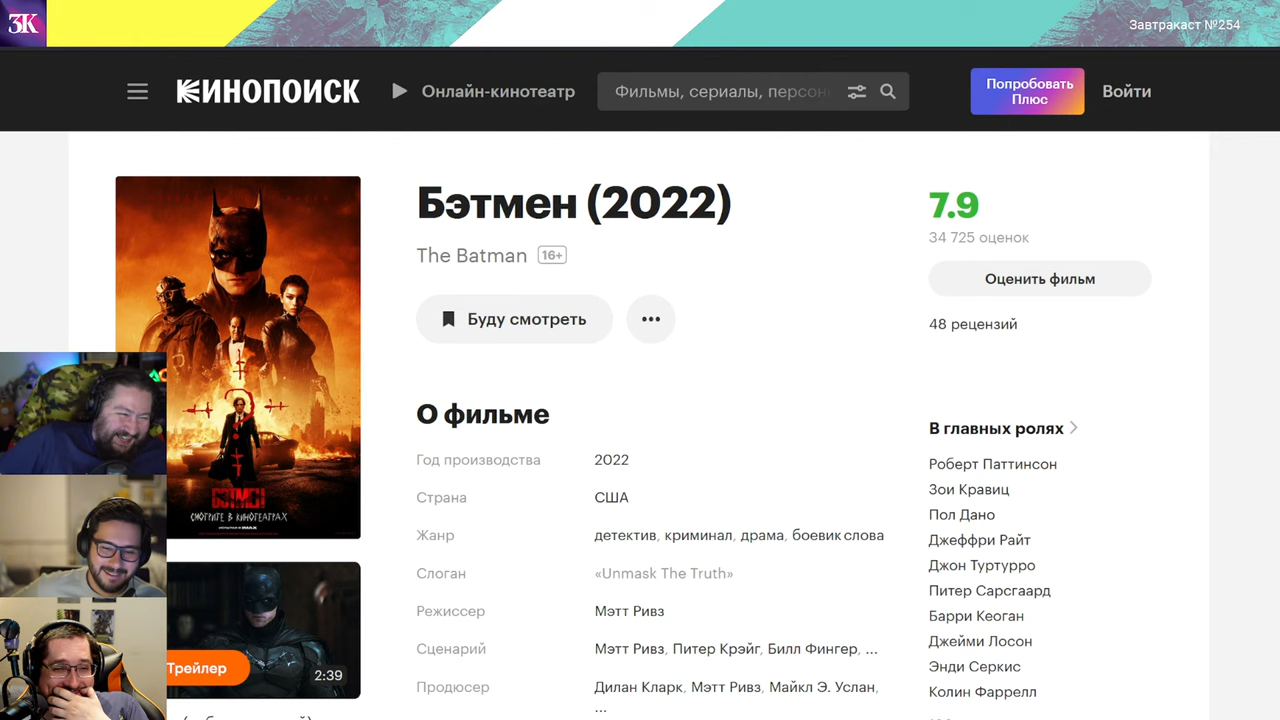 ЗК
Завтракаст №254
КИНОПОИСК
Онлайн-кинотеатр
Фильмы, сериалы, персон
Попробовать
Плюс
Войти
Бэтмен (2022)
The Batman 16+
Буду смотреть
7.9
34 725 оценок
Оценить фильм
48 рецензий
БЭТМЕН
СМОТРИТЕ В КИНОТЕАТРАХ
Трейлер
2:39
О фильме
Год производства 2022
Страна США
Жанр детектив, криминал, драма, боевик слова
Слоган «Unmask The Truth»
Режиссер Мэтт Ривз
Сценарий Мэтт Ривз, Питер Крэйг, Билл Фингер, ...
Продюсер Дилан Кларк, Мэтт Ривз, Майкл Э. Услан,
...
В главных ролях
Роберт Паттинсон
Зои Кравиц
Пол Дано
Джеффри Райт
Джон Туртурро
Питер Сарсгаард
Барри Кеоган
Джейми Лосон
Энди Серкис
Колин Фаррелл